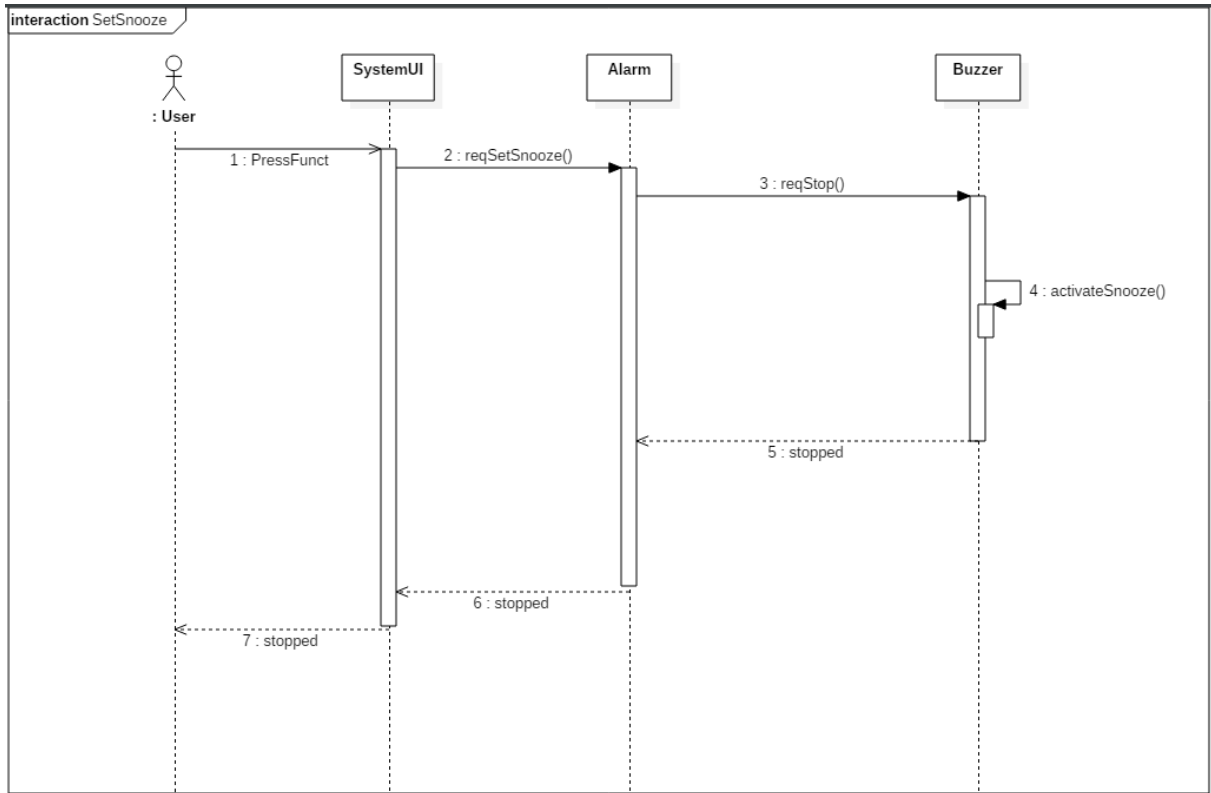 interaction SetSnooze
SystemUI
Alarm
Buzzer
: User
1 : PressFunct
2 : reqSetSnooze()
3 : reqStop()
4 : activateSnooze()
5 : stopped
6 : stopped
7 : stopped